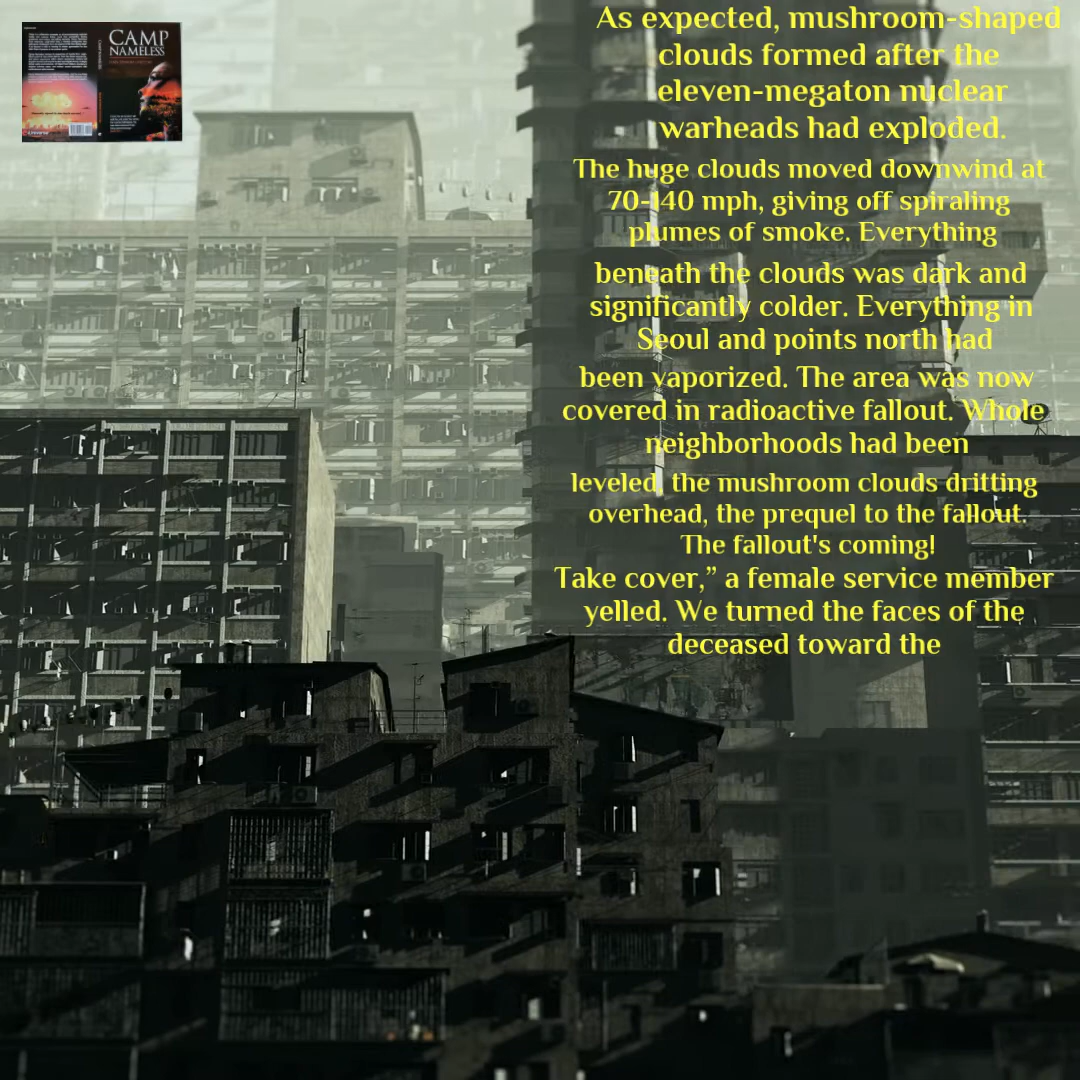 CAMP
NAMELESS
As expected, mushroom-shaped
clouds formed after the
eleven-megaton nuclear
warheads had exploded.
The huge clouds moved downwind at
70-140 mph, giving off spiraling
plumes of smoke. Everything
beneath the clouds was dark and
significantly colder. Everything in
Seoul and points north had
been vaporized. The area was now
covered in radioactive fallout. Whole
neighborhoods had been
leveled, the mushroom clouds dritting
overhead, the prequel to the fallout.
The fallout's coming!
Take cover,” a female service member
yelled. We turned the faces of the
deceased toward the